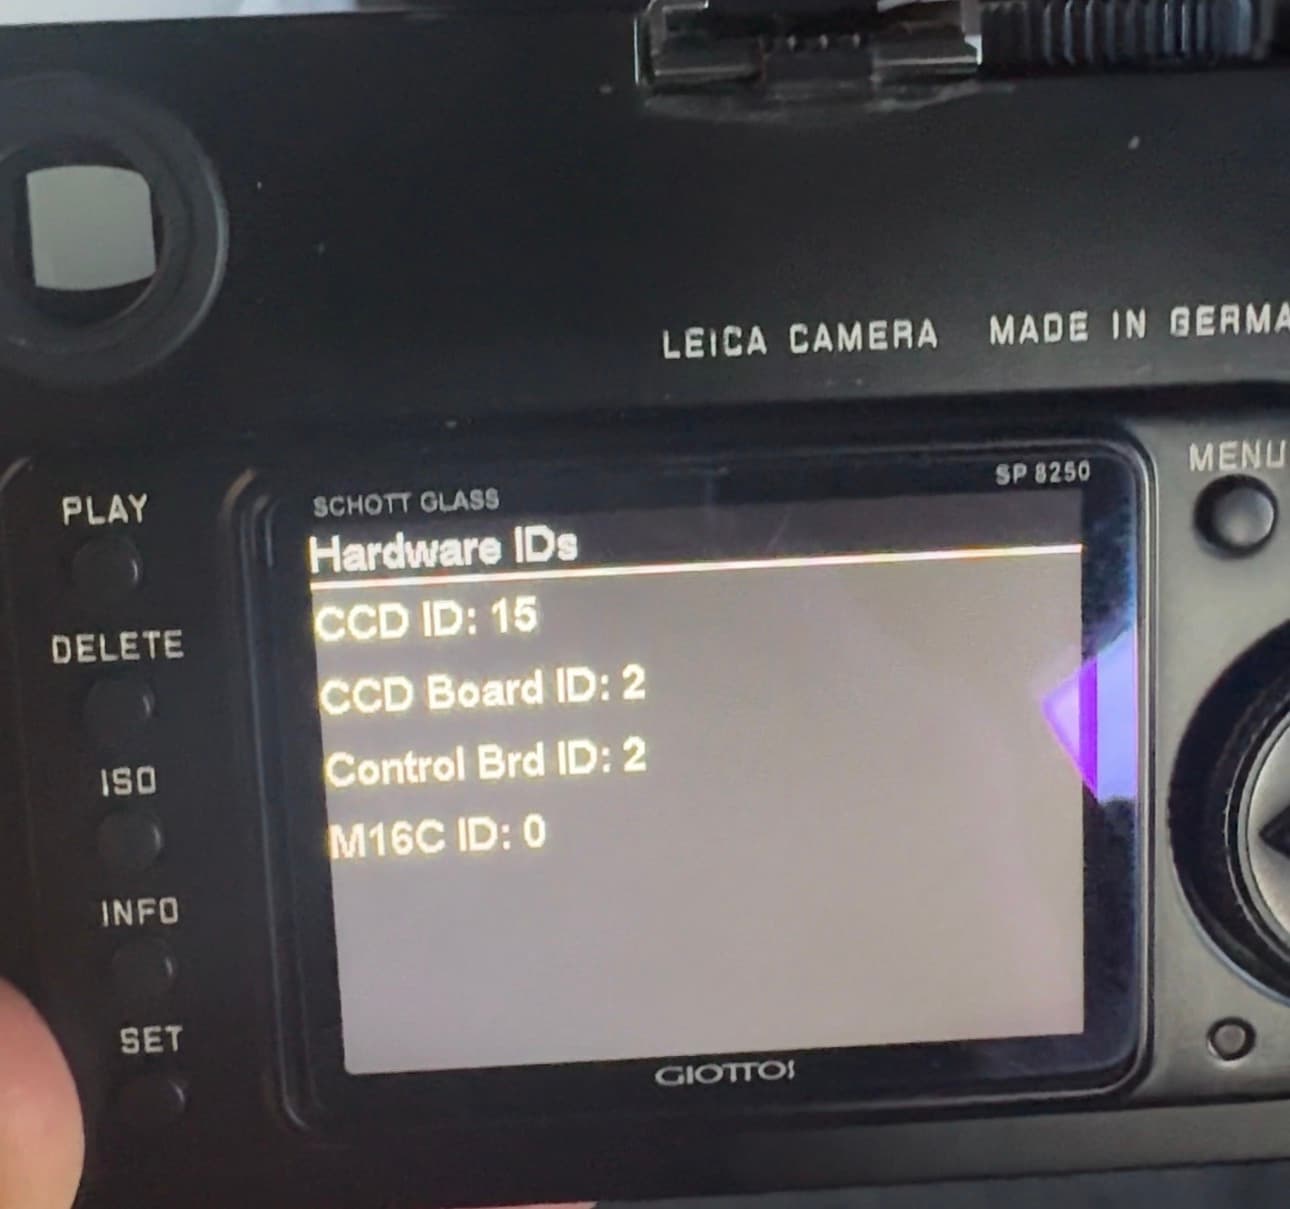 LEICA CAMERA MADE IN GERMA
MENU
PLAY
DELETE
ISO
INFO
SET
SCHOTT GLASS
SP 8250
Hardware IDs
CCD ID: 15
CCD Board ID: 2
Control Brd ID: 2
M16C ID: 0
GIOTTOS